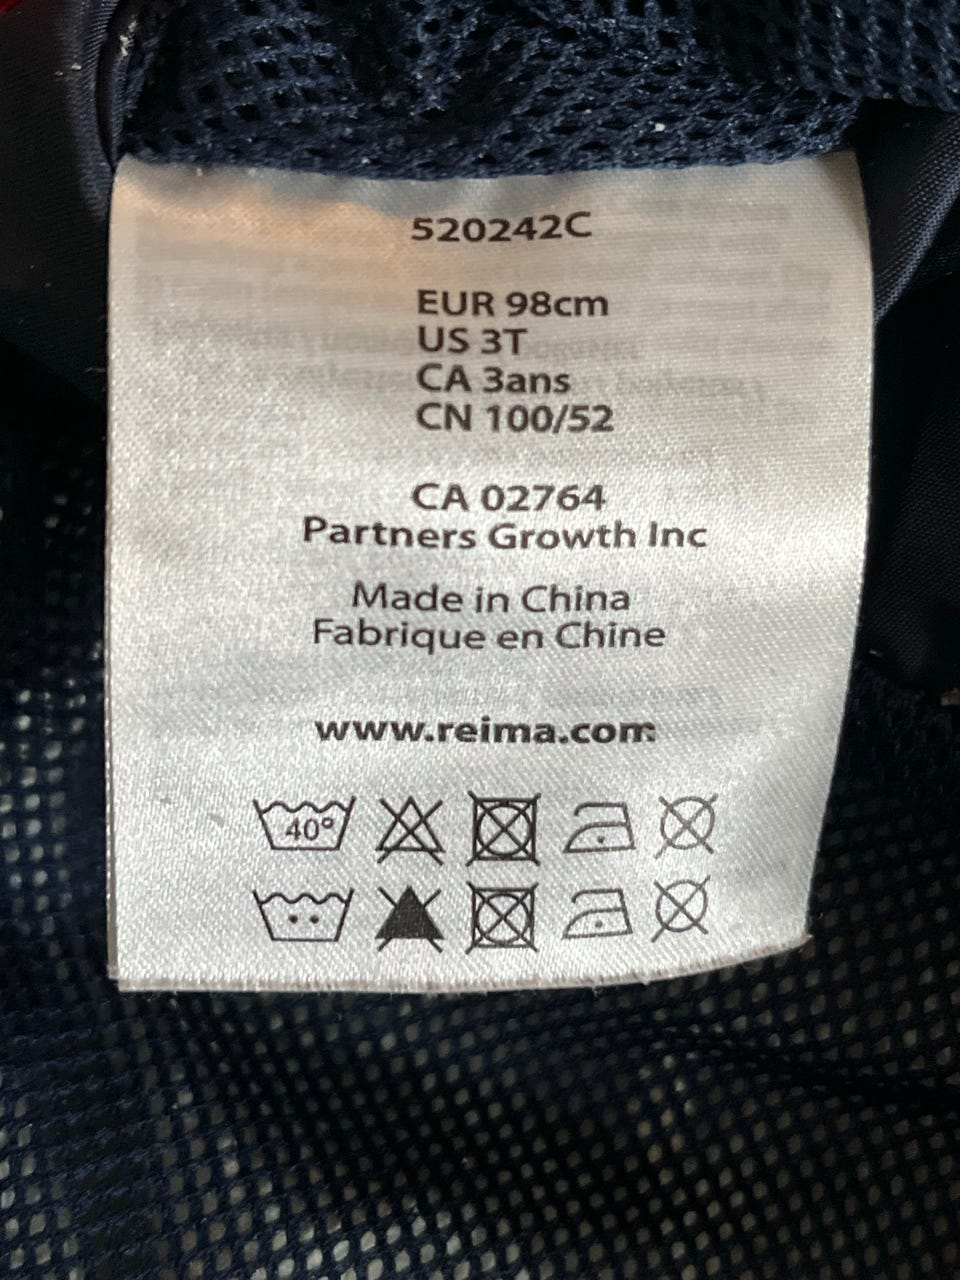 520242C
EUR 98cm
US 3T
CA 3ans
CN 100/52
CA 02764
Partners Growth Inc
Made in China
Fabrique en Chine
www.reima.com
40°